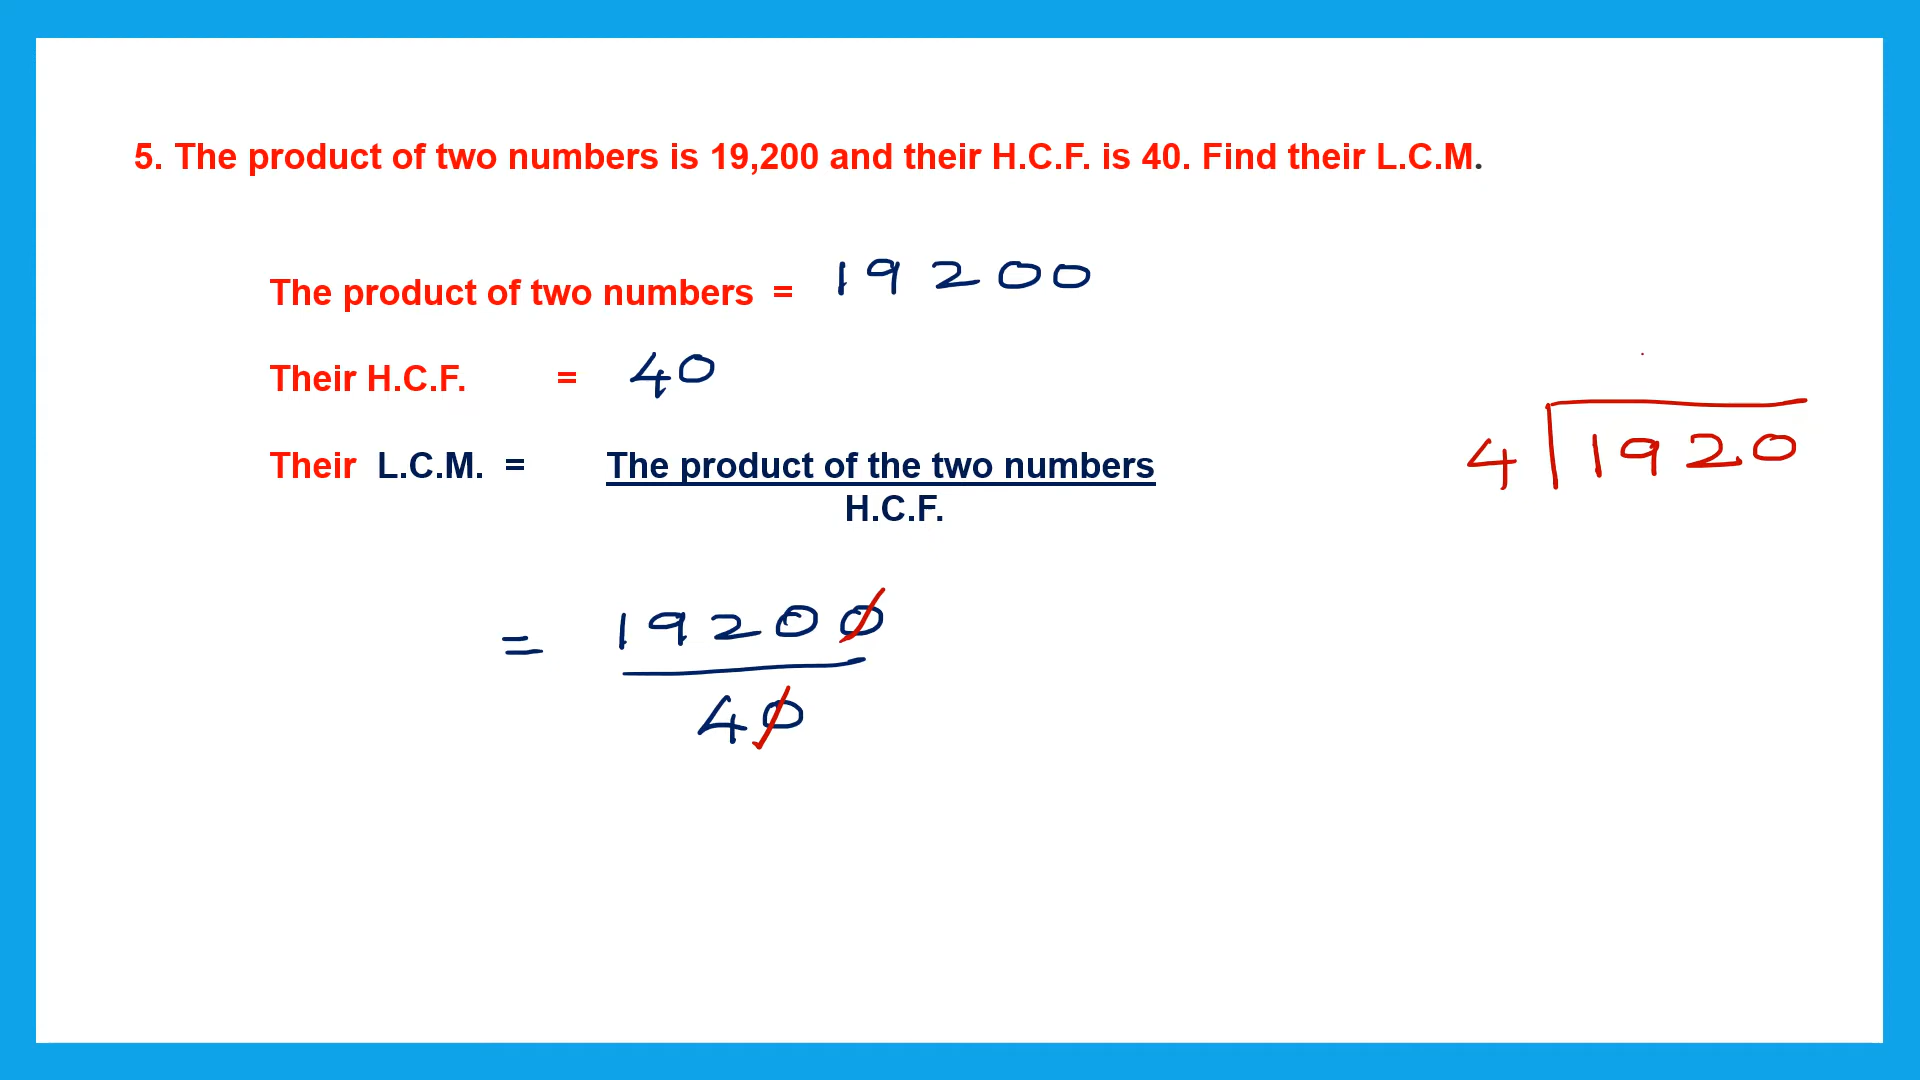 5. The product of two numbers is 19,200 and their H.C.F. is 40. Find their L.C.M.
The product of two numbers = 19200
Their H.C.F. = 40
Their L.C.M. = The product of the two numbers
H.C.F.
4 1920
= 19200
40